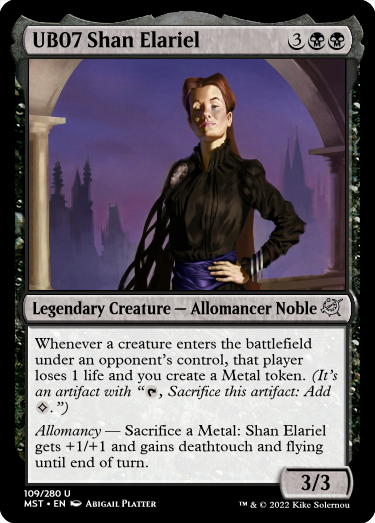 UB07 Shan Elariel 3
Legendary Creature — Allomancer Noble
Whenever a creature enters the battlefield
under an opponent's control, that player
loses 1 life and you create a Metal token. (It's
an artifact with “, Sacrifice this artifact: Add
.”)
Allomancy — Sacrifice a Metal: Shan Elariel
gets +1/+1 and gains deathtouch and flying
until end of turn.
3/3
109/280 U
MST • EN Abigail Platter
™ & © 2022 Kike Solernou